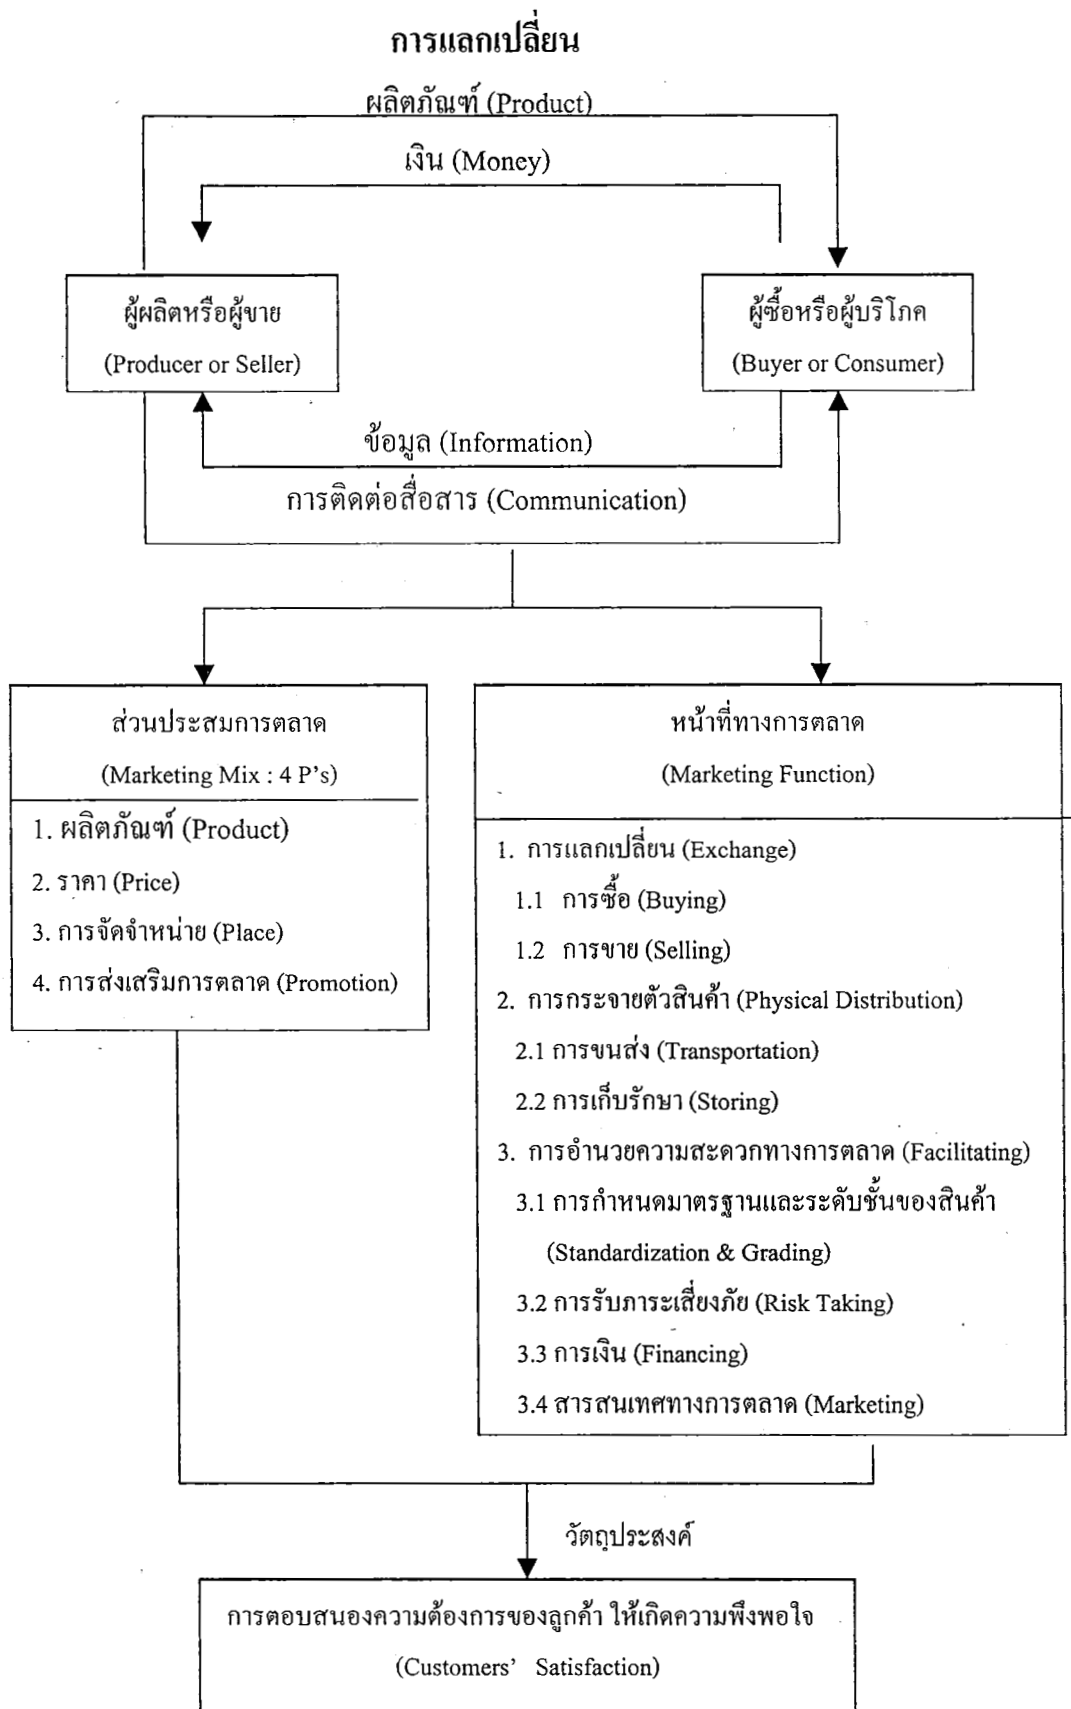 การแลกเปลี่ยน
ผลิตภัณฑ์ (Product)
เงิน (Money)
ผู้ผลิตหรือผู้ขาย
(Producer or Seller)
ผู้ซื้อหรือผู้บริโภค
(Buyer or Consumer)
ข้อมูล (Information)
การติดต่อสื่อสาร (Communication)
ส่วนประสมการตลาด
(Marketing Mix : 4 P's)
1. ผลิตภัณฑ์ (Product)
2. ราคา (Price)
3. การจัดจำหน่าย (Place)
4. การส่งเสริมการตลาด (Promotion)
หน้าที่ทางการตลาด
(Marketing Function)
1. การแลกเปลี่ยน (Exchange)
1.1 การซื้อ (Buying)
1.2 การขาย (Selling)
2. การกระจายตัวสินค้า (Physical Distribution)
2.1 การขนส่ง (Transportation)
2.2 การเก็บรักษา (Storing)
3. การอำนวยความสะดวกทางการตลาด (Facilitating)
3.1 การกำหนดมาตรฐานและระดับชั้นของสินค้า
(Standardization & Grading)
3.2 การรับภาระเสี่ยงภัย (Risk Taking)
3.3 การเงิน (Financing)
3.4 สารสนเทศทางการตลาด (Marketing)
วัตถุประสงค์
การตอบสนองความต้องการของลูกค้า ให้เกิดความพึงพอใจ
(Customers' Satisfaction)